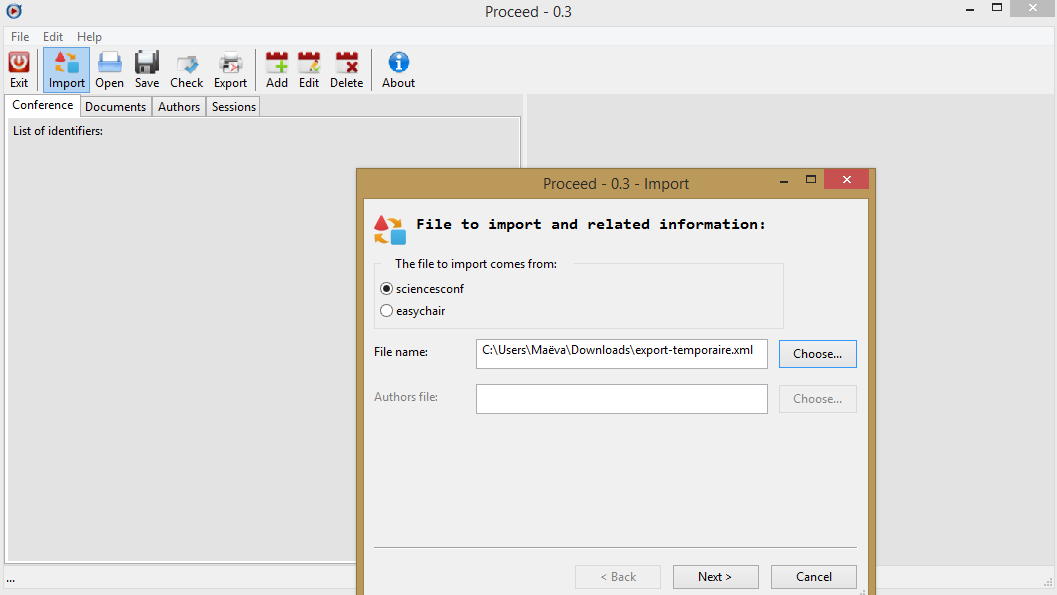 Proceed - 0.3
File Edit Help
Exit Import Open Save Check Export Add Edit Delete About
Conference Documents Authors Sessions
List of identifiers:
Proceed - 0.3 - Import
File to import and related information:
The file to import comes from:
sciencesconf
easychair
File name: C:\Users\Maëva\Downloads\export-temporaire.xml Choose...
Authors file: Choose...
< Back Next > Cancel
...